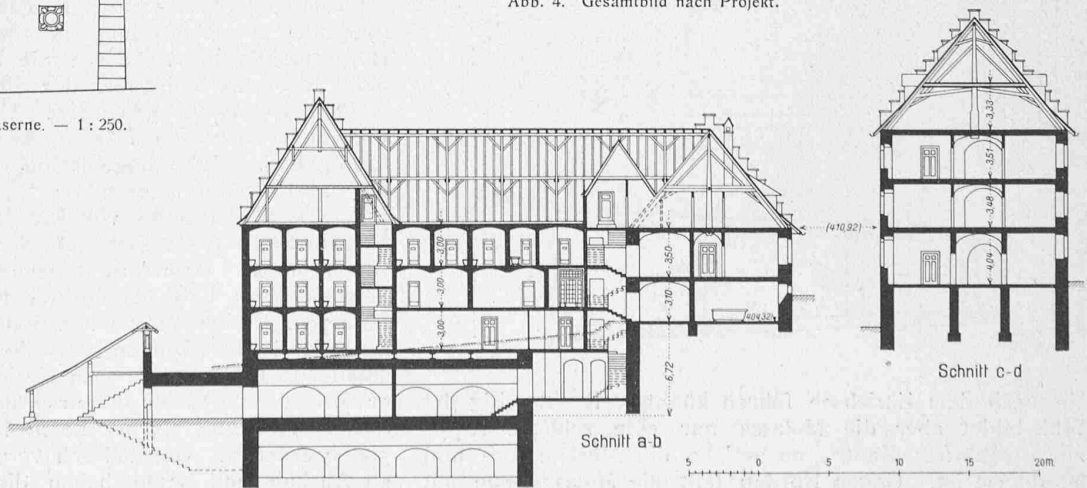 Abb. 4. Gesamtbild nach Projekt.
serne. — 1 : 250.
3,33
3,51
3,48
4,04
[410,92]
3,00
3,00
3,00
3,50
3,10
[404,32]
6,72
Schnitt c-d
Schnitt a-b
5 0 5 10 15 20m.